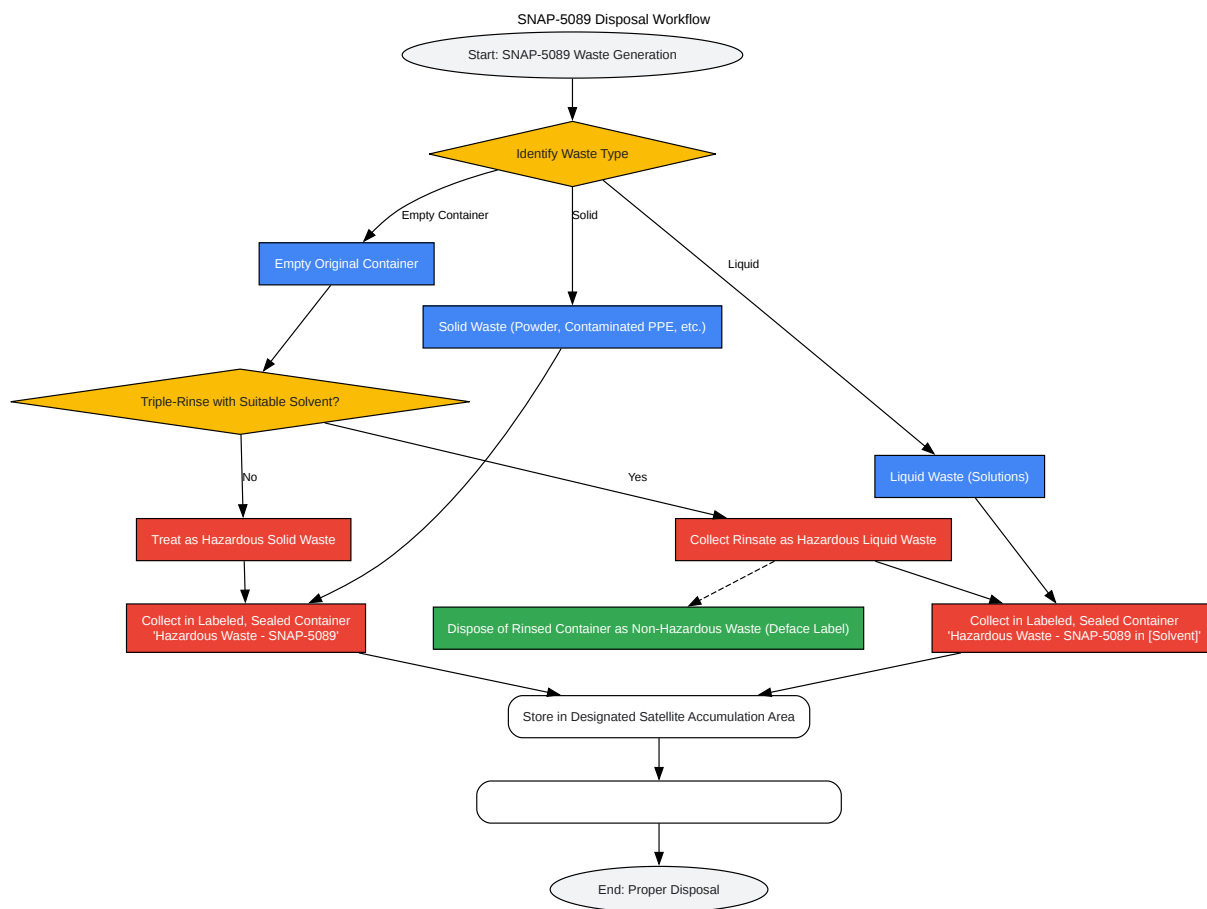 SNAP-5089 Disposal Workflow
Start: SNAP-5089 Waste Generation
Identify Waste Type
Empty Container
Solid
Liquid
Empty Original Container
Solid Waste (Powder, Contaminated PPE, etc.)
Triple-Rinse with Suitable Solvent?
No
Yes
Liquid Waste (Solutions)
Treat as Hazardous Solid Waste
Collect Rinsate as Hazardous Liquid Waste
Collect in Labeled, Sealed Container
'Hazardous Waste - SNAP-5089'
Dispose of Rinsed Container as Non-Hazardous Waste (Deface Label)
Collect in Labeled, Sealed Container
'Hazardous Waste - SNAP-5089 in [Solvent]'
Store in Designated Satellite Accumulation Area
End: Proper Disposal